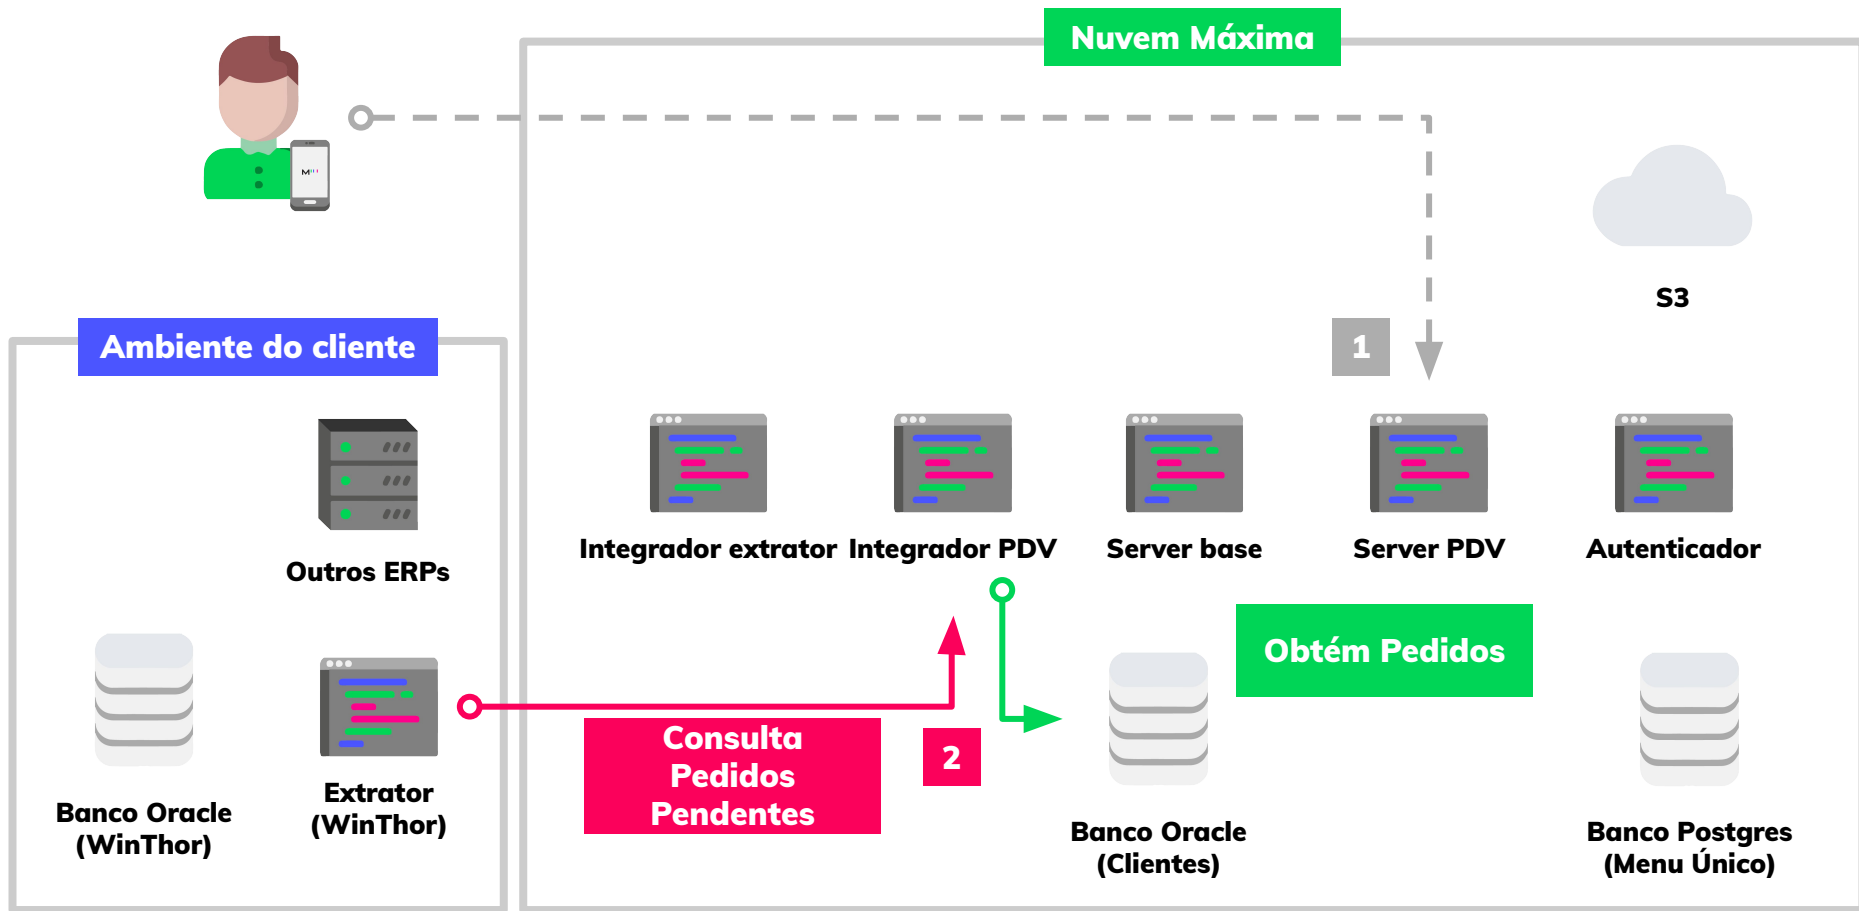 Nuvem Máxima
S3
1
Ambiente do cliente
Integrador extrator
Integrador PDV
Server base
Server PDV
Autenticador
Outros ERPs
Obtém Pedidos
Consulta
Pedidos
Pendentes
2
Extrator
(WinThor)
Banco Oracle
(WinThor)
Banco Oracle
(Clientes)
Banco Postgres
(Menu Único)